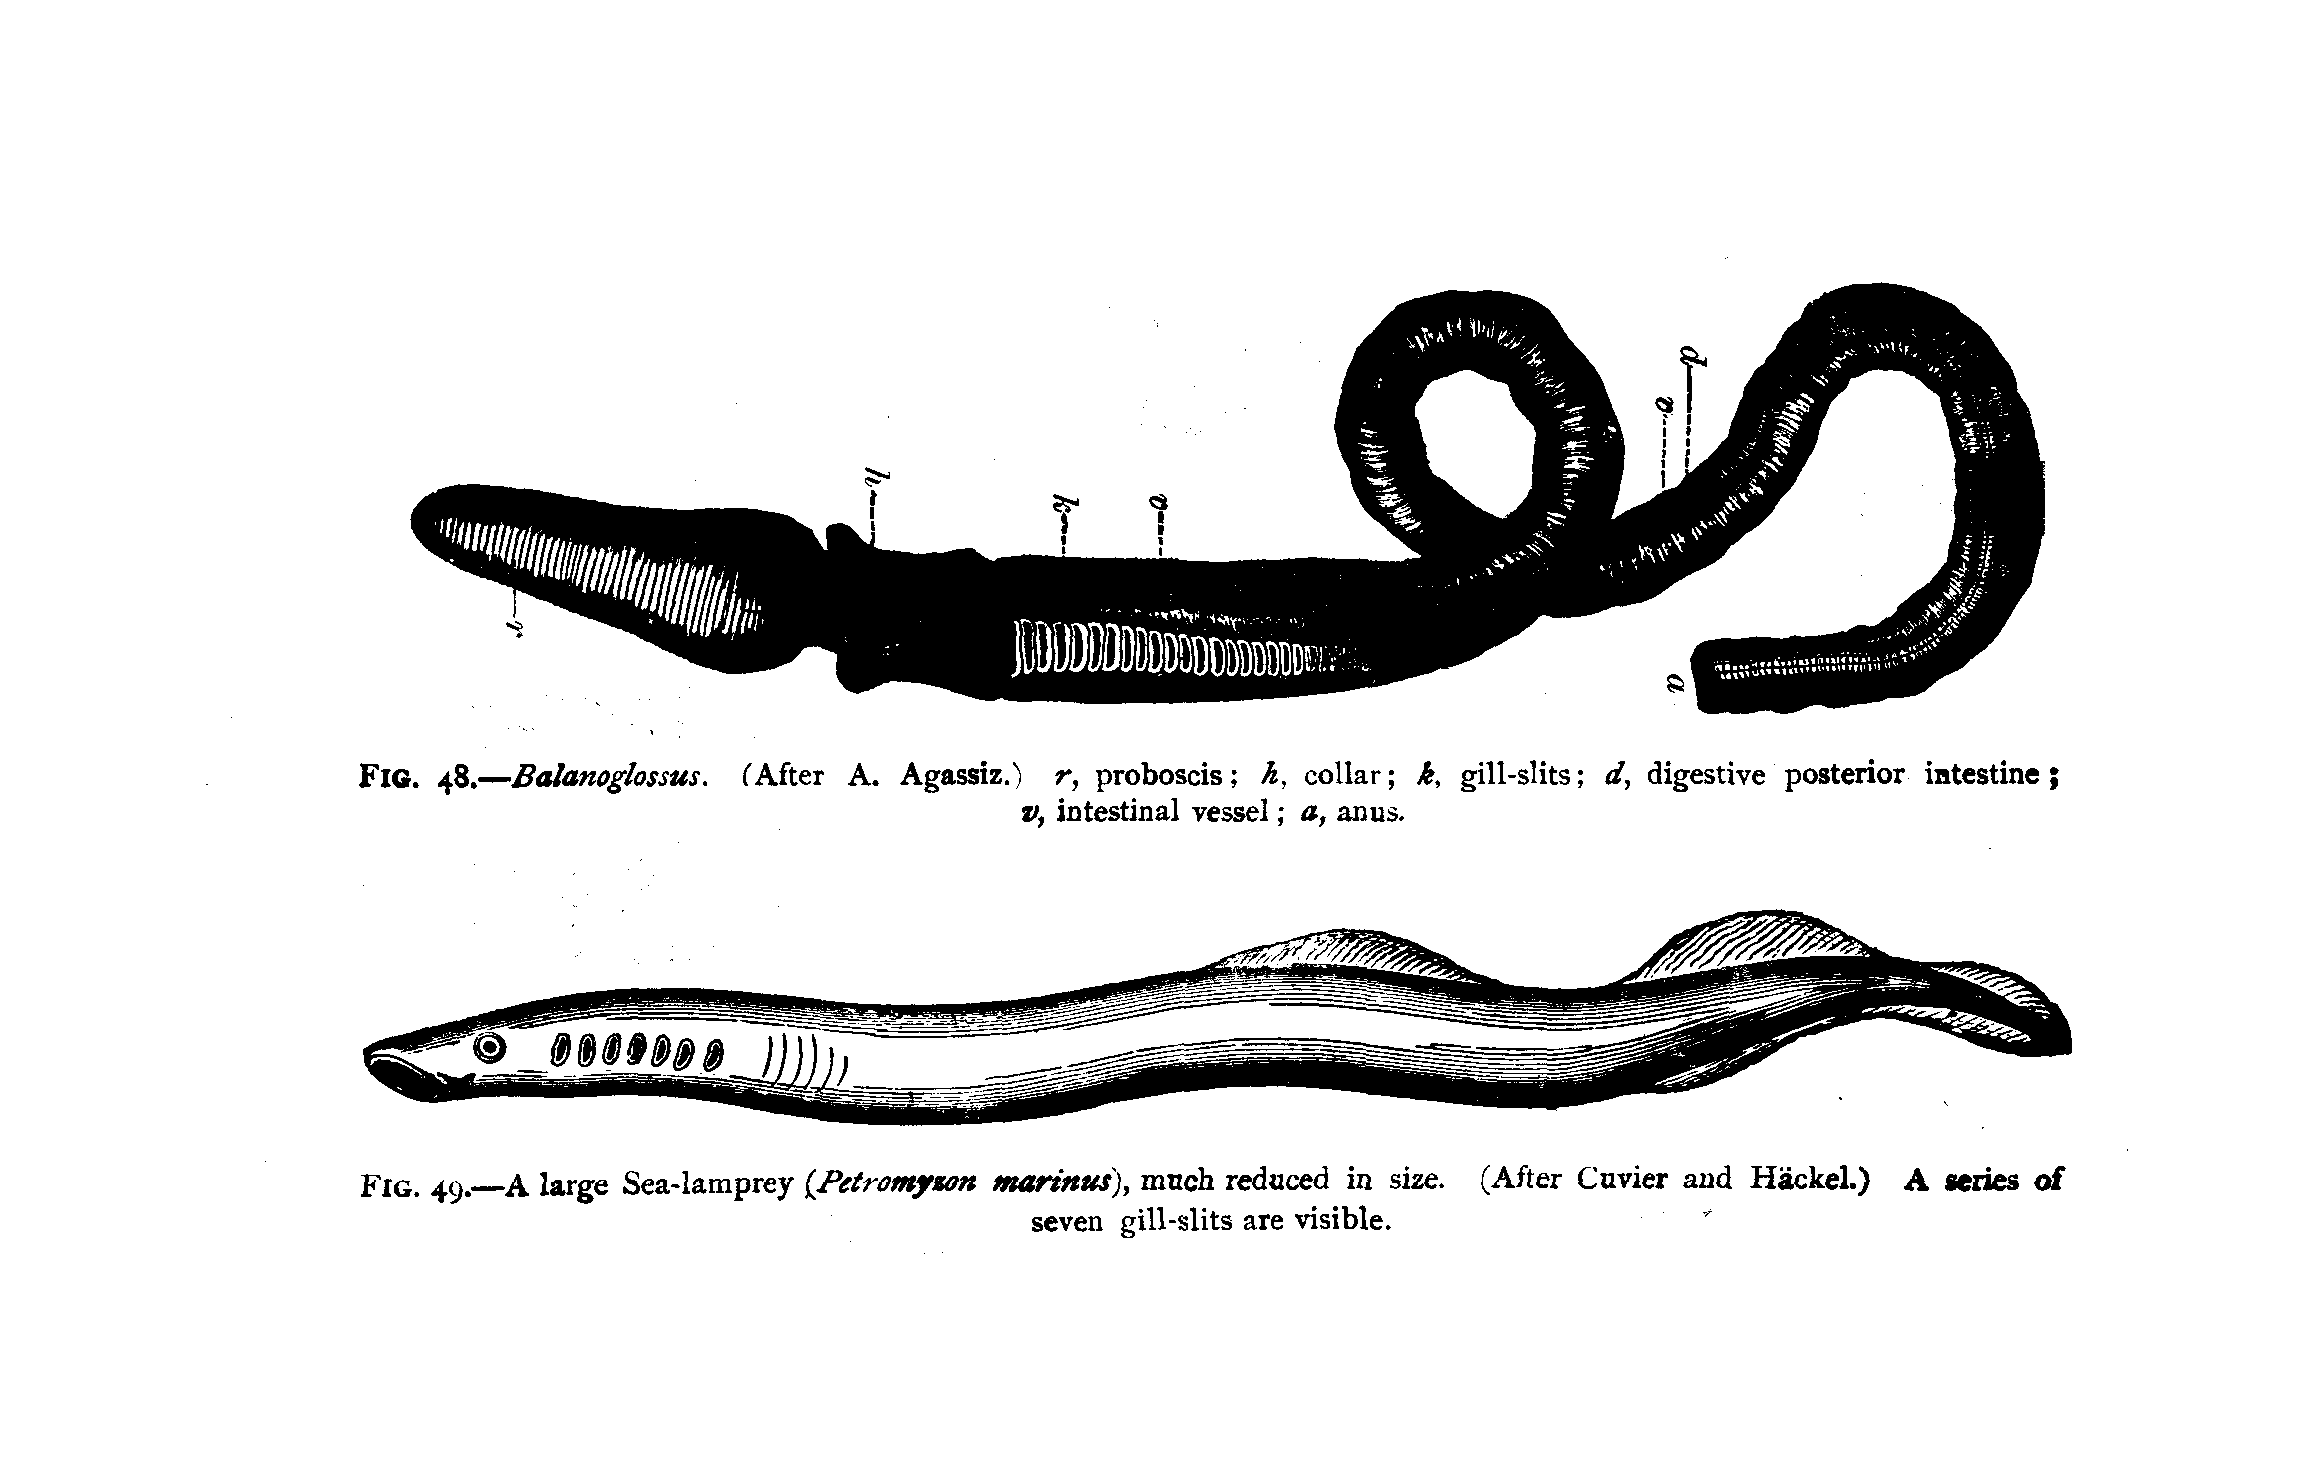 d
v
h
k
v
r
a
FIG. 48.—Balanoglossus. (After A. Agassiz.) r, proboscis; h, collar; k, gill-slits; d, digestive posterior intestine;
v, intestinal vessel; a, anus.
FIG. 49.—A large Sea-lamprey (Petromyzon marinus), much reduced in size. (After Cuvier and Häckel.) A series of
seven gill-slits are visible.